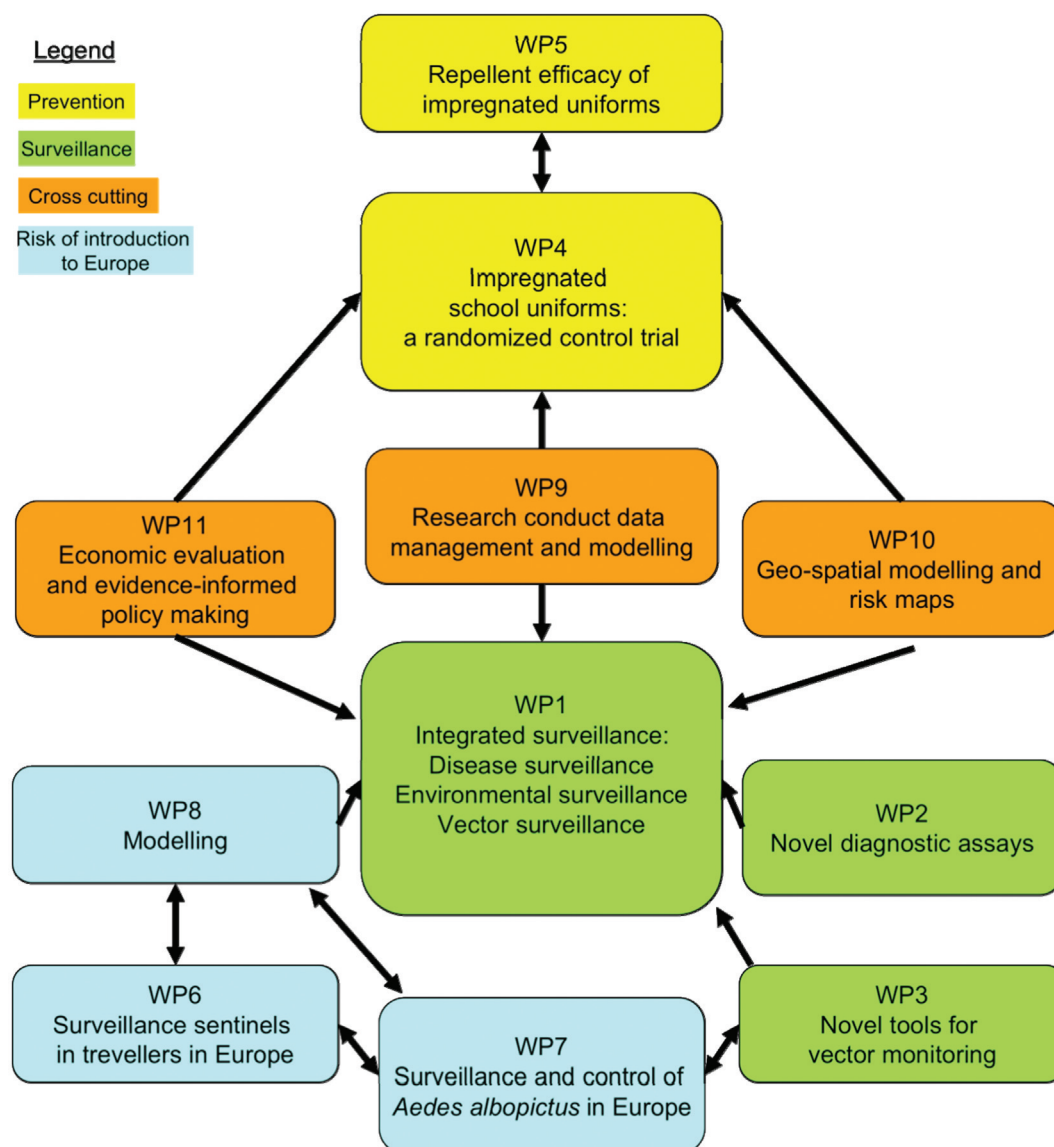 Legend
Prevention
Surveillance
Cross cutting
Risk of introduction
to Europe
WP5
Repellent efficacy of
impregnated uniforms
WP4
Impregnated
school uniforms:
a randomized control trial
WP11
Economic evaluation
and evidence-informed
policy making
WP9
Research conduct data
management and modelling
WP10
Geo-spatial modelling and
risk maps
WP1
Integrated surveillance:
Disease surveillance
Environmental surveillance
Vector surveillance
WP8
Modelling
WP2
Novel diagnostic assays
WP6
Surveillance sentinels
in trevellers in Europe
WP7
Surveillance and control of
Aedes albopictus in Europe
WP3
Novel tools for
vector monitoring